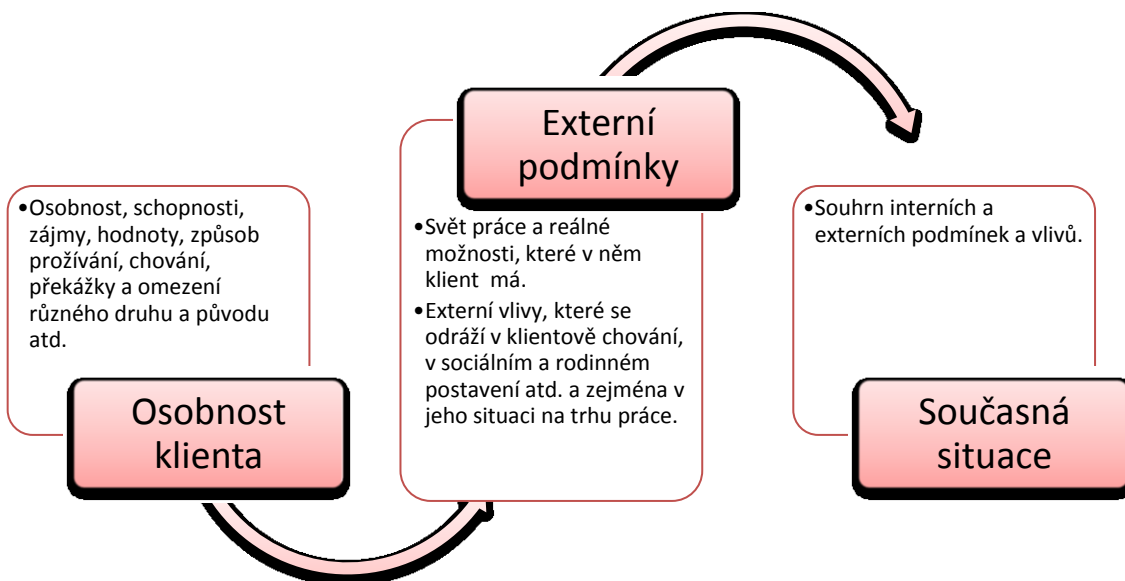 •Osobnost, schopnosti,
zájmy, hodnoty, způsob
prožívání, chování,
překážky a omezení
různého druhu a původu
atd.
Osobnost
klienta
Externí
podmínky
•Svět práce a reálné
možnosti, které v něm
klient má.
•Externí vlivy, které se
odráží v klientově chování,
v sociálním a rodinném
postavení atd. a zejména v
jeho situaci na trhu práce.
•Souhrn interních a
externích podmínek a vlivů.
Současná
situace